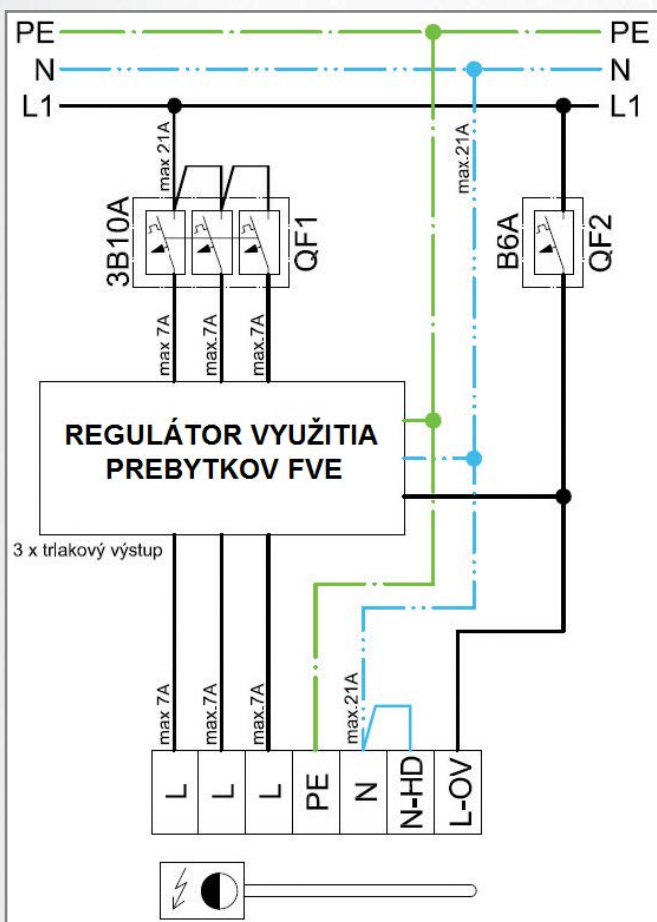 PE PE
N N
L1 L1
max 21A
max.21A
3B10A
QF1
B6A
QF2
max 7A
max.7A
max.7A
REGULÁTOR VYUŽITIA
PREBYTKOV FVE
3 x trlakový výstup
max 7A
max.7A
max.7A
max.21A
L L L PE N N-HD L-OV